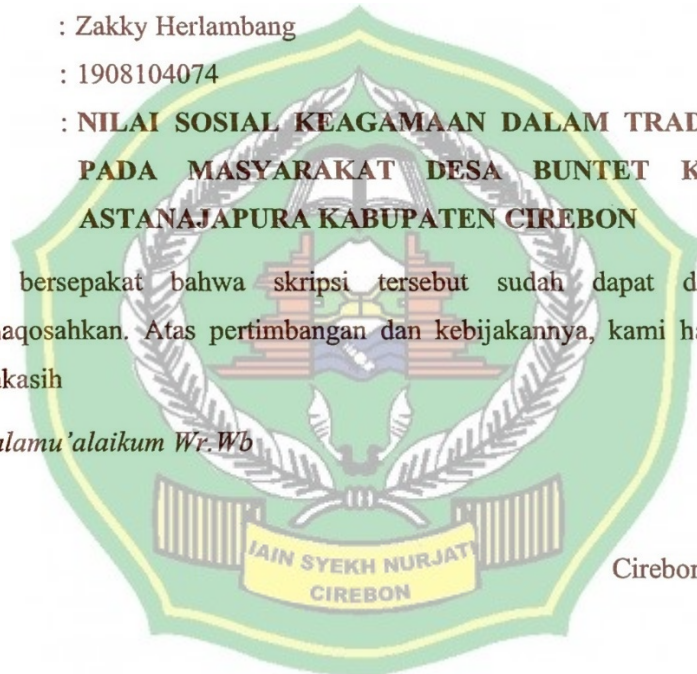 : Zakky Herlambang
: 1908104074
: NILAI SOSIAL KEAGAMAAN DALAM TRAD
PADA MASYARAKAT DESA BUNTET K
ASTANAJAPURA KABUPATEN CIREBON
bersepakat bahwa skripsi tersebut sudah dapat d
aqosahkan. Atas pertimbangan dan kebijakannya, kami ha
kasih
alamu'alaikum Wr.Wb
IAIN SYEKH NURJATI
CIREBON
Cirebon